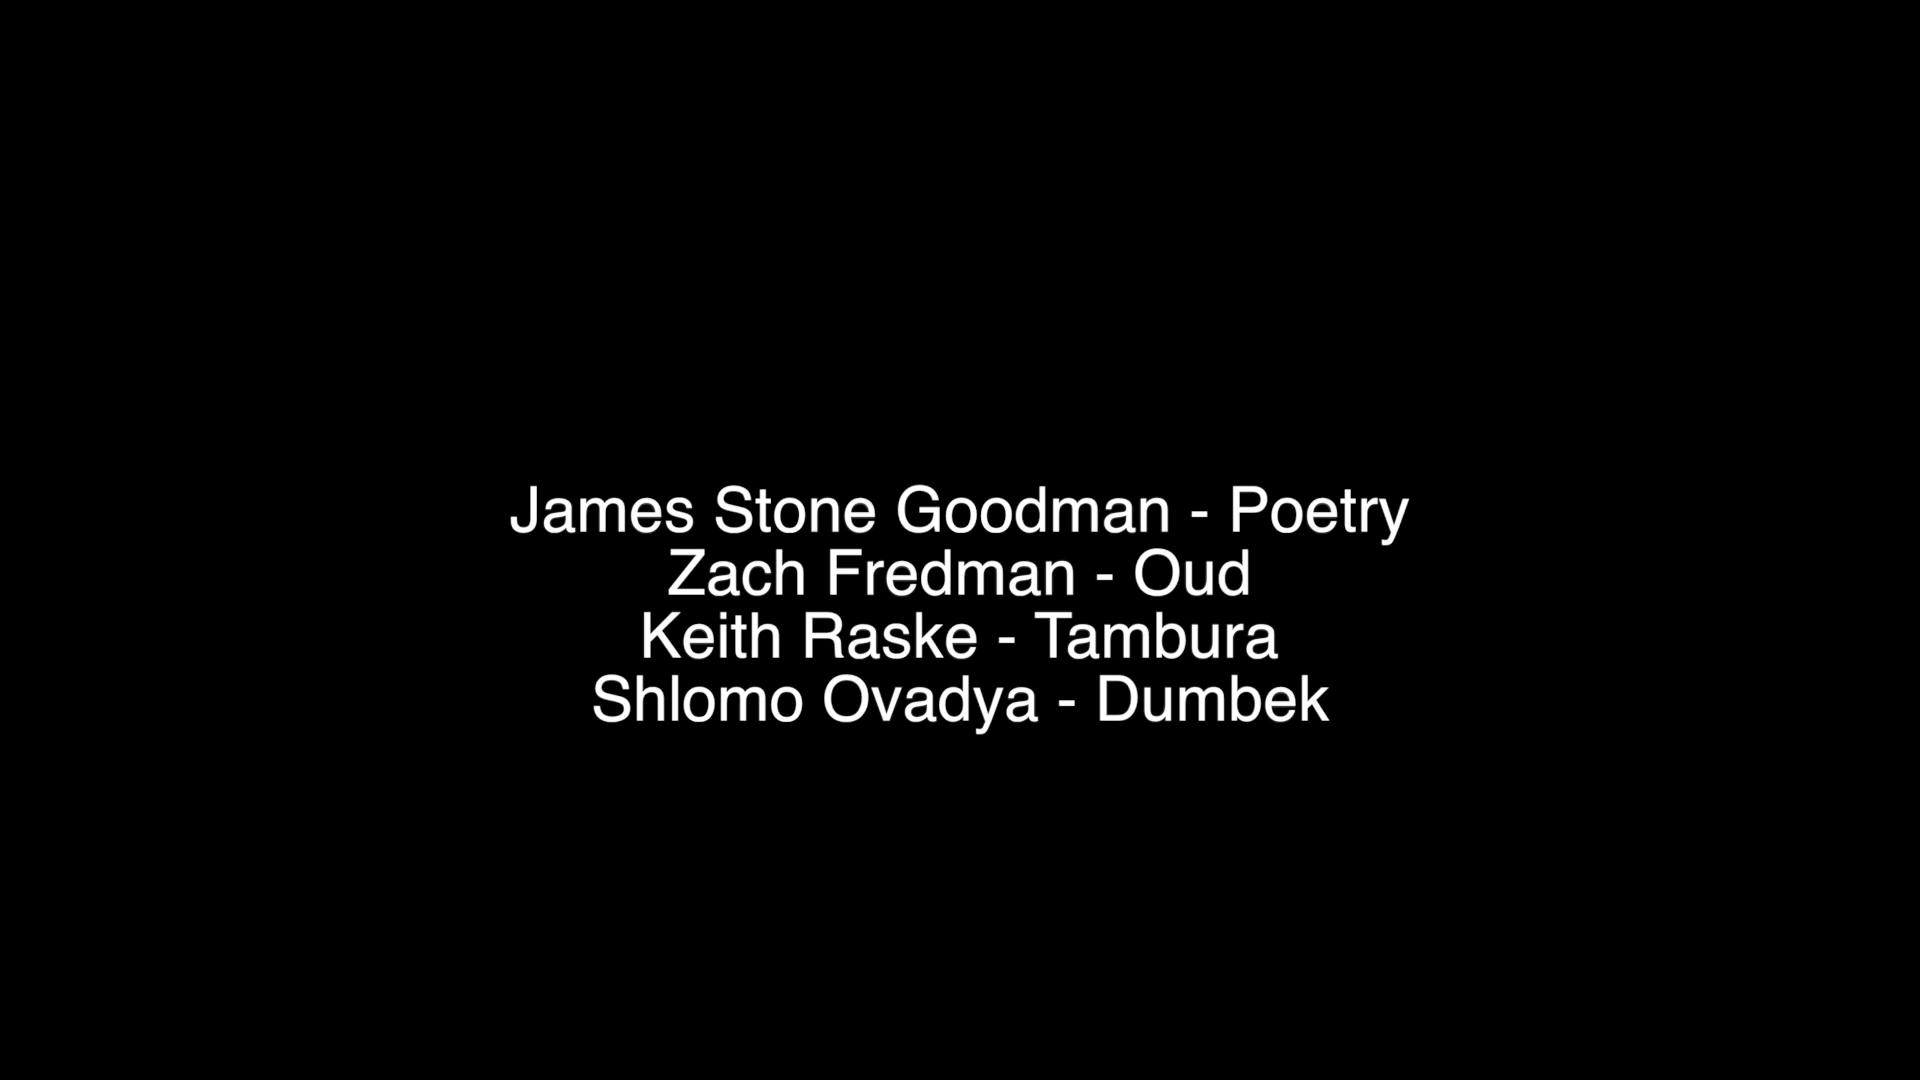 James Stone Goodman - Poetry
Zach Fredman - Oud
Keith Raske - Tambura
Shlomo Ovadya - Dumbek